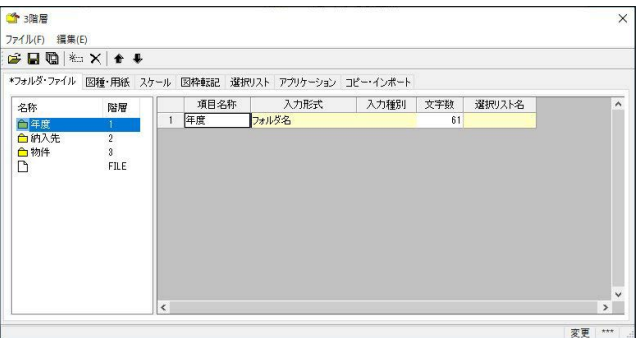 3階層
ファイル(F) 編集(E)
*フォルダ・ファイル 図種・用紙 スケール 図枠転記 選択リスト アプリケーション コピー・インポート
名称 階層
年度 1
納入先 2
物件 3
FILE
項目名称 入力形式 入力種別 文字数 選択リスト名
1 年度 フォルダ名 61
変更 ***